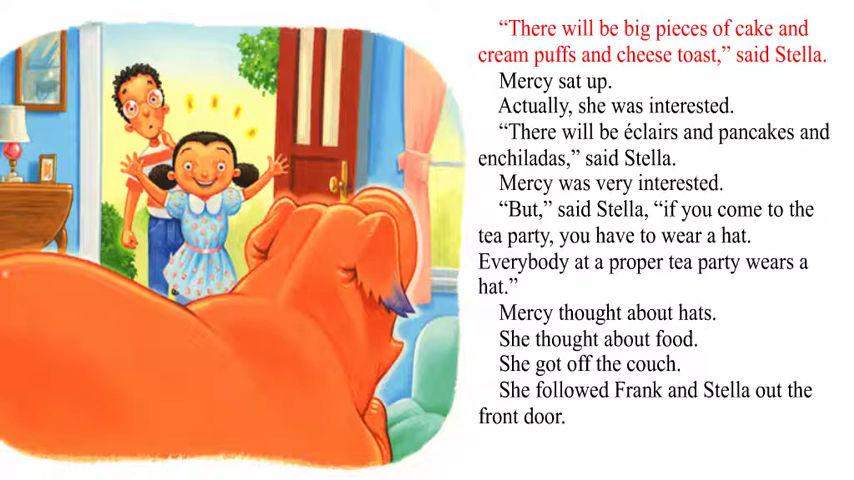 “There will be big pieces of cake and
cream puffs and cheese toast,” said Stella.
Mercy sat up.
Actually, she was interested.
“There will be éclairs and pancakes and
enchiladas,” said Stella.
Mercy was very interested.
“But,” said Stella, “if you come to the
tea party, you have to wear a hat.
Everybody at a proper tea party wears a
hat.”
Mercy thought about hats.
She thought about food.
She got off the couch.
She followed Frank and Stella out the
front door.